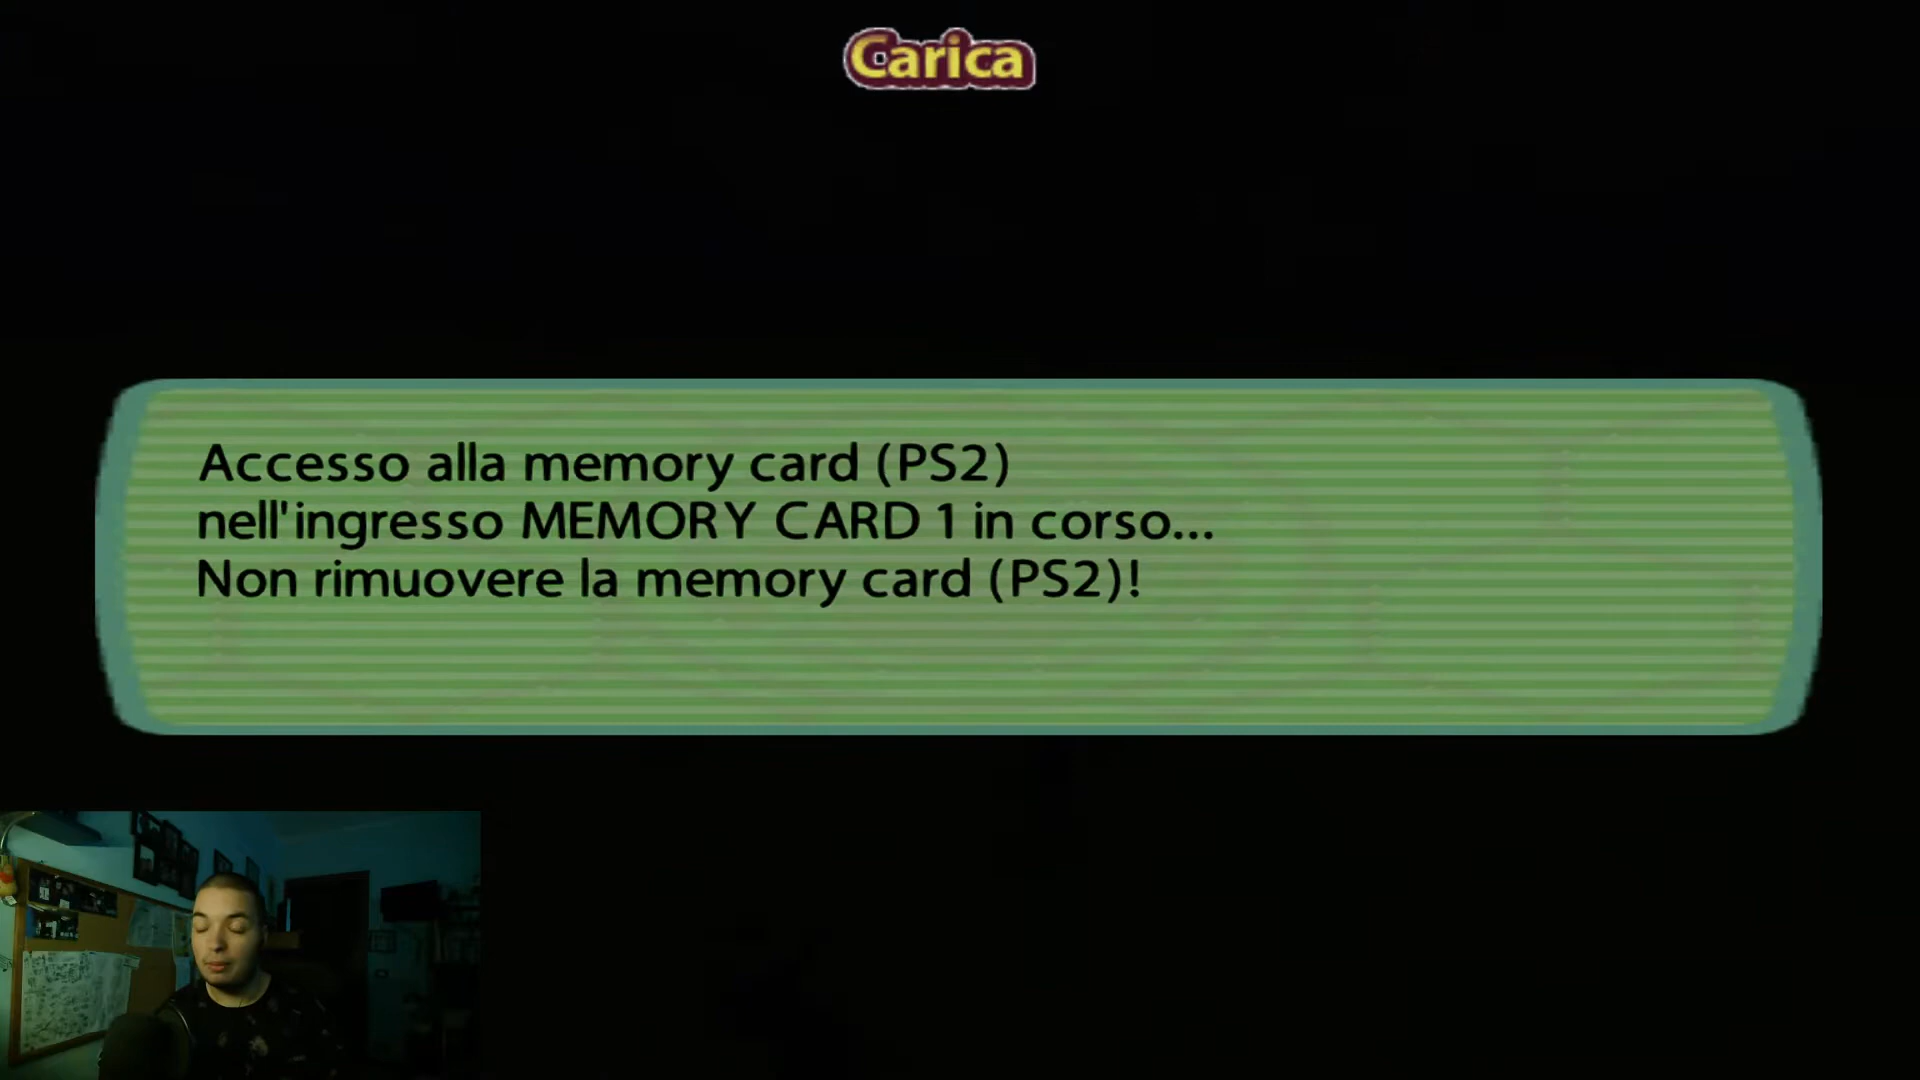 Carica
Accesso alla memory card (PS2)
nell'ingresso MEMORY CARD 1 in corso...
Non rimuovere la memory card (PS2)!